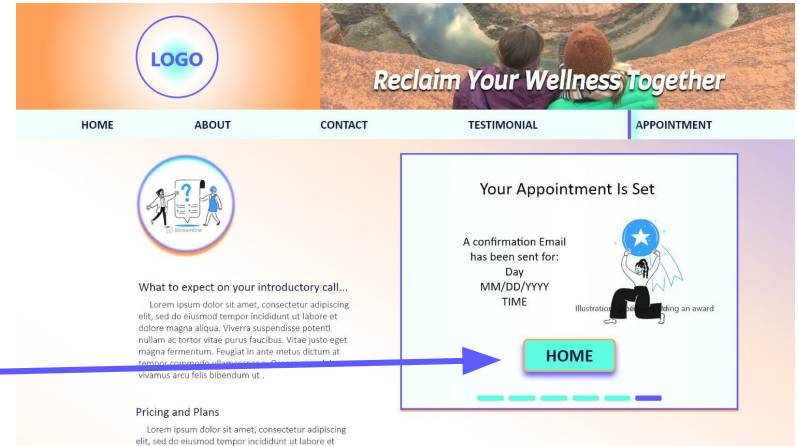 LOGO
Reclaim Your Wellness Together
HOME ABOUT CONTACT TESTIMONIAL APPOINTMENT
Streamline
What to expect on your introductory call...
Lorem ipsum dolor sit amet, consectetur adipiscing
elit, sed do eiusmod tempor incididunt ut labore et
dolore magna aliqua. Viverra suspendisse potenti
nullam ac tortor vitae purus faucibus. Vitae justo eget
magna fermentum. Feugiat in ante metus dictum at
tempor commodo
vivamus arcu felis bibendum ut .
Pricing and Plans
Lorem ipsum dolor sit amet, consectetur adipiscing
elit, sed do eiusmod tempor incididunt ut labore et
Your Appointment Is Set
A confirmation Email
has been sent for:
Day
MM/DD/YYYY
TIME
Illustration an award
HOME